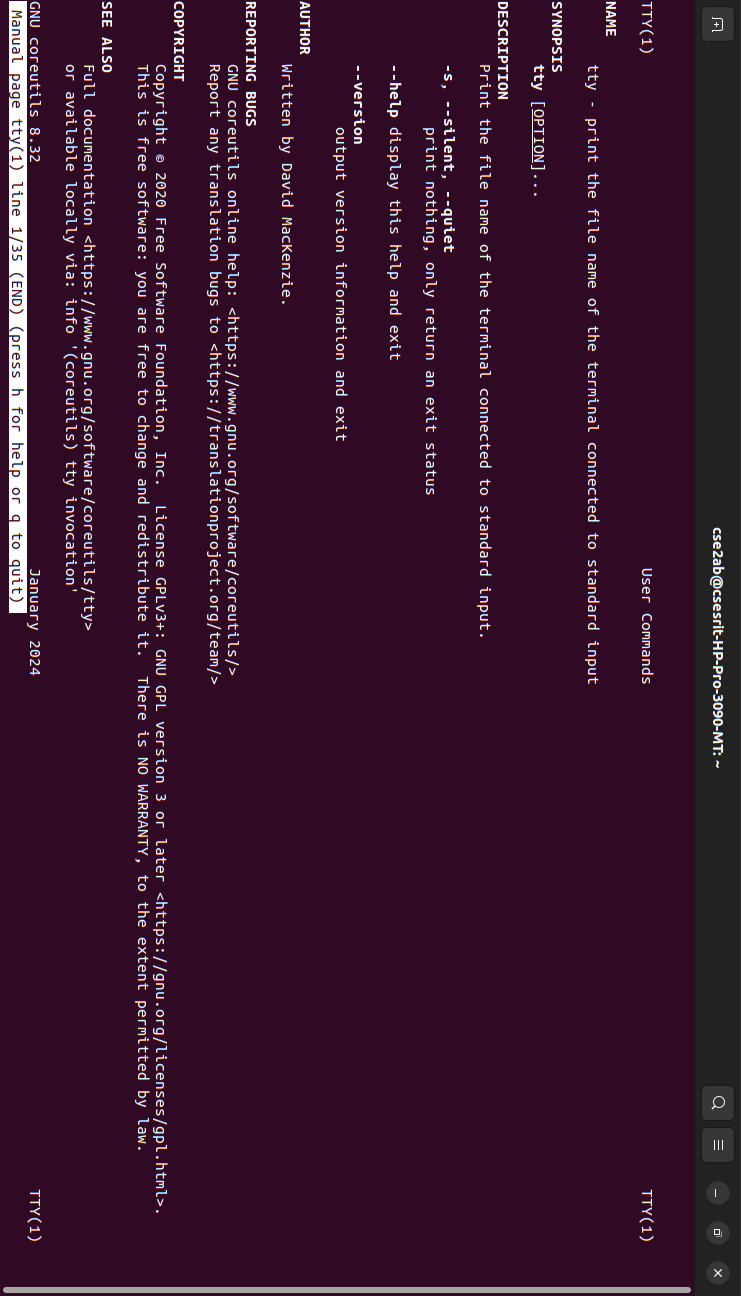 cse2ab@csesrit-HP-Pro-3090-MT: ~
TTY(1) User Commands TTY(1)
NAME
tty - print the file name of the terminal connected to standard input
SYNOPSIS
tty [OPTION]...
DESCRIPTION
Print the file name of the terminal connected to standard input.
-s, --silent, --quiet
print nothing, only return an exit status
--help display this help and exit
--version
output version information and exit
AUTHOR
Written by David MacKenzie.
REPORTING BUGS
GNU coreutils online help: <https://www.gnu.org/software/coreutils/>
Report any translation bugs to <https://translationproject.org/team/>
COPYRIGHT
Copyright © 2020 Free Software Foundation, Inc.  License GPLv3+: GNU GPL version 3 or later <https://gnu.org/licenses/gpl.html>.
This is free software: you are free to change and redistribute it.  There is NO WARRANTY, to the extent permitted by law.
SEE ALSO
Full documentation <https://www.gnu.org/software/coreutils/tty>
or available locally via: info '(coreutils) tty invocation'
GNU coreutils 8.32 January 2024 TTY(1)
Manual page tty(1) line 1/35 (END) (press h for help or q to quit)